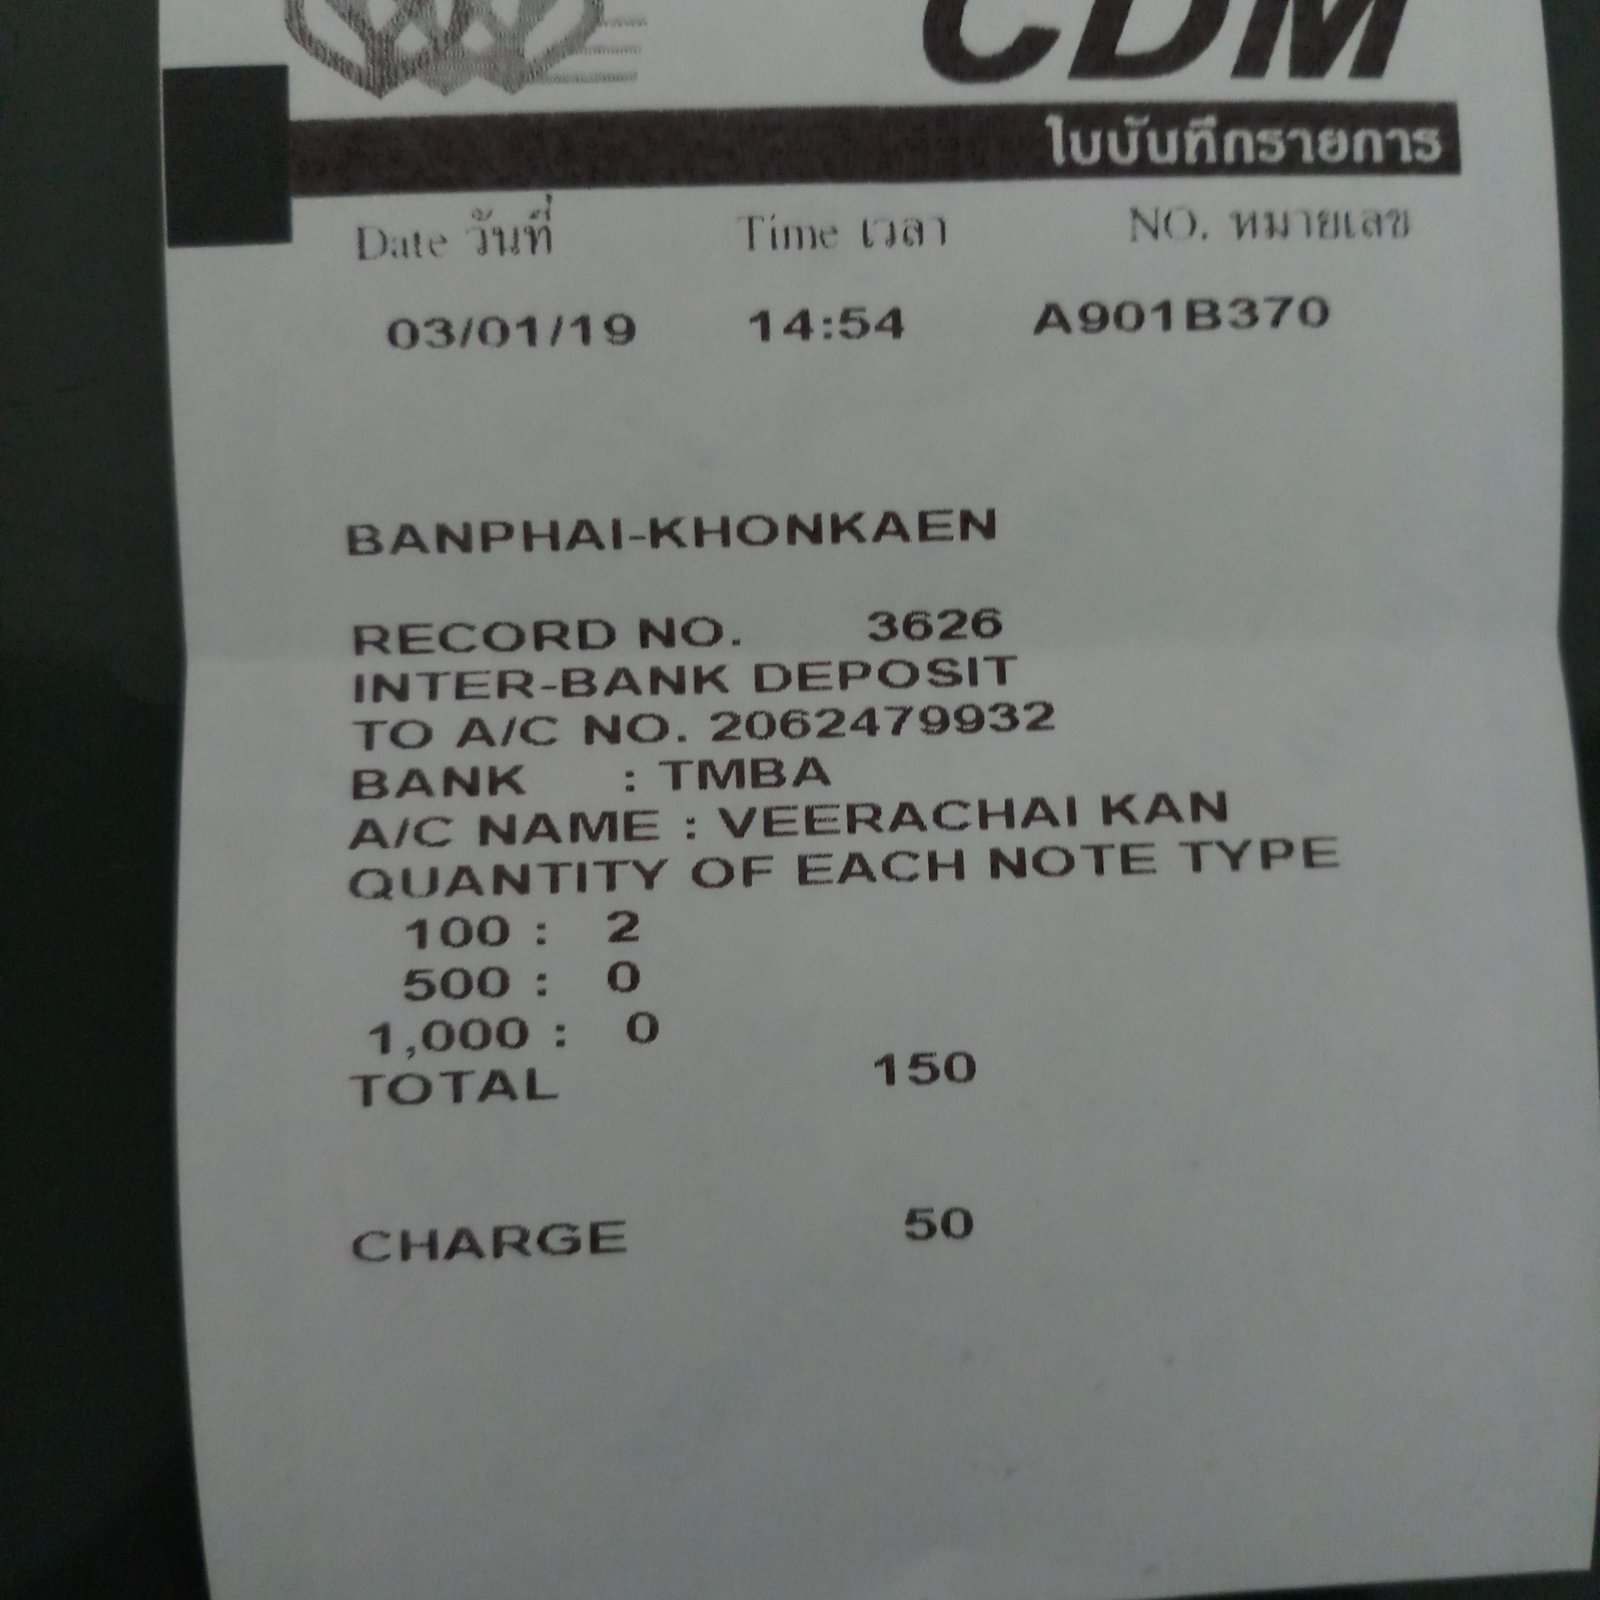 CDM
ใบบันทึกรายการ
Date วันที่ Time เวลา NO. หมายเลข
03/01/19 14:54 A901B370
BANPHAI-KHONKAEN
RECORD NO. 3626
INTER-BANK DEPOSIT
TO A/C NO. 2062479932
BANK : TMBA
A/C NAME : VEERACHAI KAN
QUANTITY OF EACH NOTE TYPE
100 : 2
500 : 0
1,000 : 0
TOTAL 150
CHARGE 50